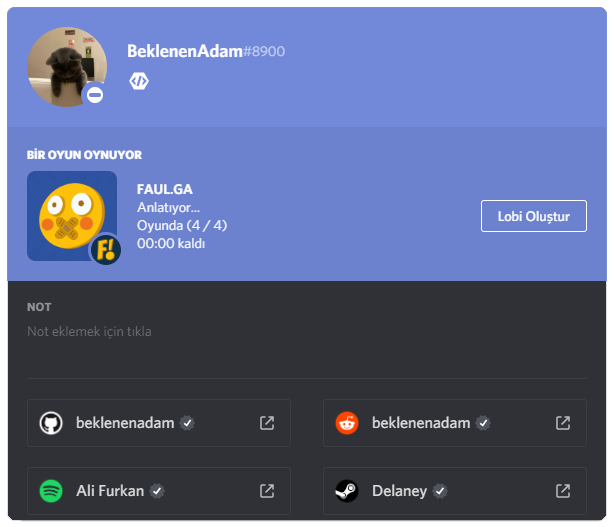 BeklenenAdam#8900
BİR OYUN OYNUYOR
FAUL.GA
Anlatıyor...
Oyunda (4 / 4)
00:00 kaldı
Lobi Oluştur
F!
NOT
Not eklemek için tıkla
beklenenadam
beklenenadam
Ali Furkan
Delaney